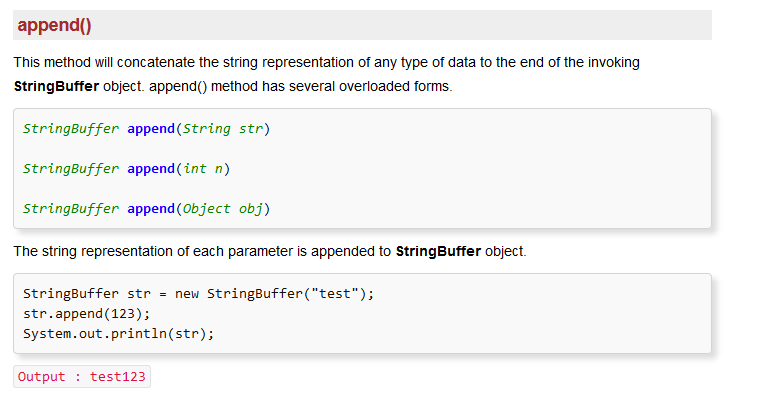 append()
This method will concatenate the string representation of any type of data to the end of the invoking
StringBuffer object. append() method has several overloaded forms.
StringBuffer append(String str)
StringBuffer append(int n)
StringBuffer append(Object obj)
The string representation of each parameter is appended to StringBuffer object.
StringBuffer str = new StringBuffer("test");
str.append(123);
System.out.println(str);
Output : test123